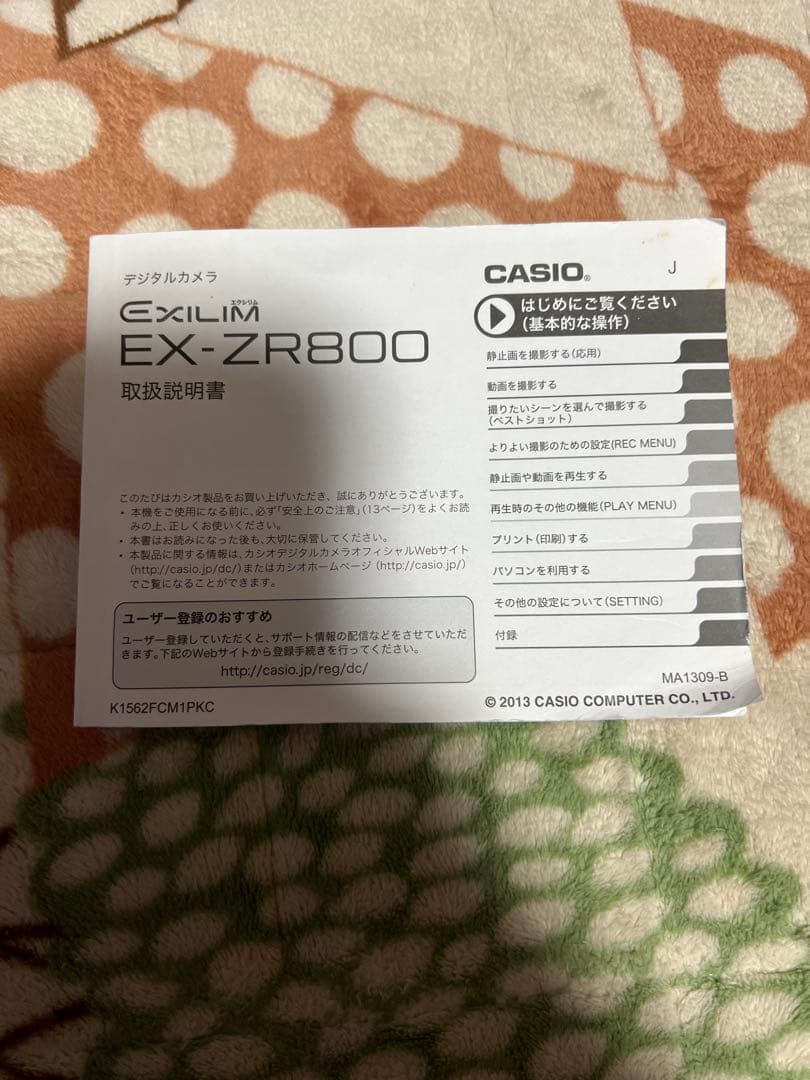 デジタルカメラ
エクシリム
EXILIM
EX-ZR800
取扱説明書
このたびはカシオ製品をお買い上げいただき、誠にありがとうございます。
• 本機をご使用になる前に、必ず「安全上のご注意」(13ページ)をよくお読
みの上、正しくお使いください。
• 本書はお読みになった後も、大切に保管してください。
• 本製品に関する情報は、カシオデジタルカメラオフィシャルWebサイト
(http://casio.jp/dc/)またはカシオホームページ (http://casio.jp/)
でご覧になることができます。
ユーザー登録のおすすめ
ユーザー登録していただくと、サポート情報の配信などをさせていただ
きます。下記のWebサイトから登録手続きを行ってください。
http://casio.jp/reg/dc/
K1562FCM1PKC
CASIO®
J
はじめにご覧ください
(基本的な操作)
静止画を撮影する(応用)
動画を撮影する
撮りたいシーンを選んで撮影する
(ベストショット)
よりよい撮影のための設定(REC MENU)
静止画や動画を再生する
再生時のその他の機能(PLAY MENU)
プリント(印刷)する
パソコンを利用する
その他の設定について(SETTING)
付録
MA1309-B
© 2013 CASIO COMPUTER CO., LTD.